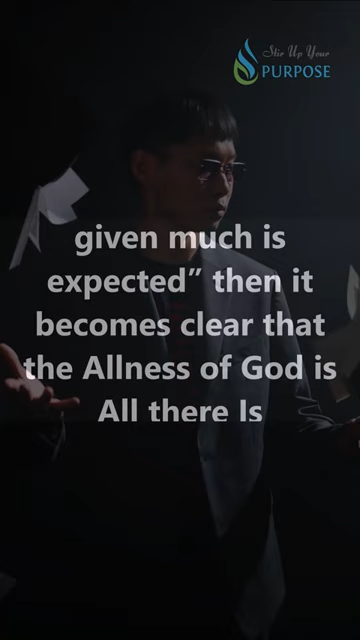 Stir Up Your
PURPOSE
given much is
expected” then it
becomes clear that
the Allness of God is
All there Is